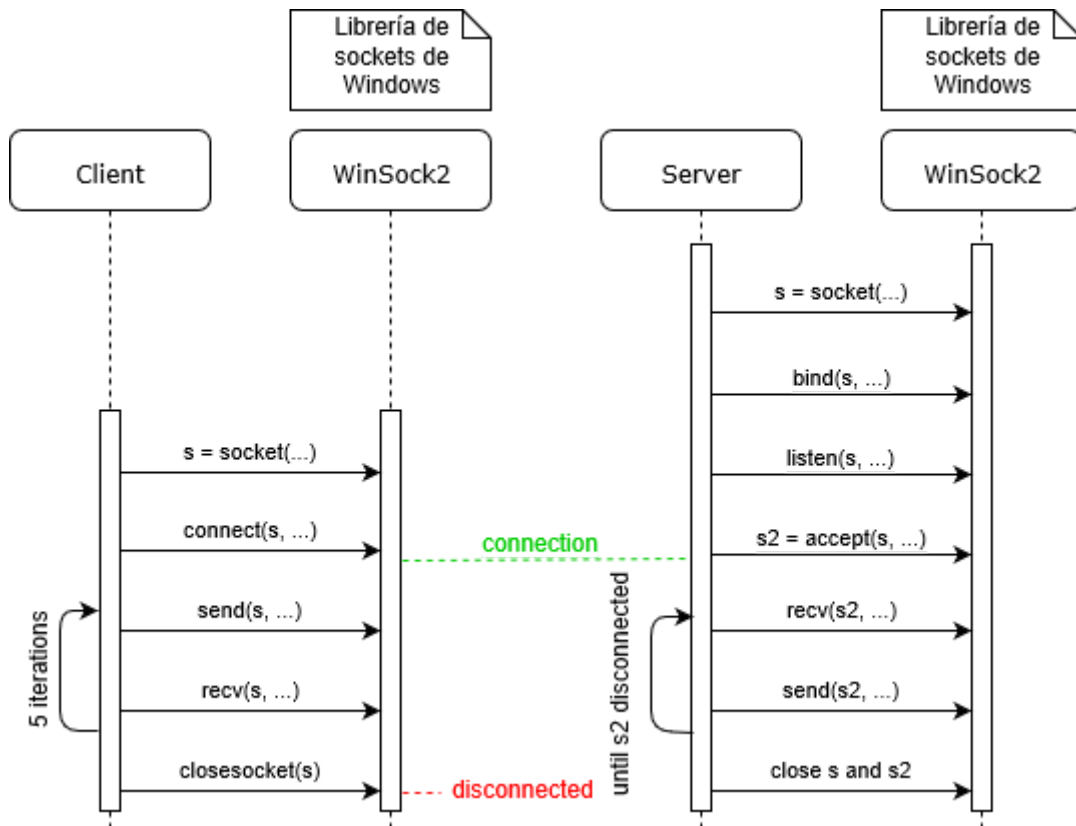 Librería de
sockets de
Windows
Librería de
sockets de
Windows
Client
WinSock2
Server
WinSock2
s = socket(...)
bind(s, ...)
listen(s, ...)
s = socket(...)
connect(s, ...)
connection
s2 = accept(s, ...)
5 iterations
send(s, ...)
until s2 disconnected
recv(s2, ...)
recv(s, ...)
send(s2, ...)
closesocket(s)
disconnected
close s and s2